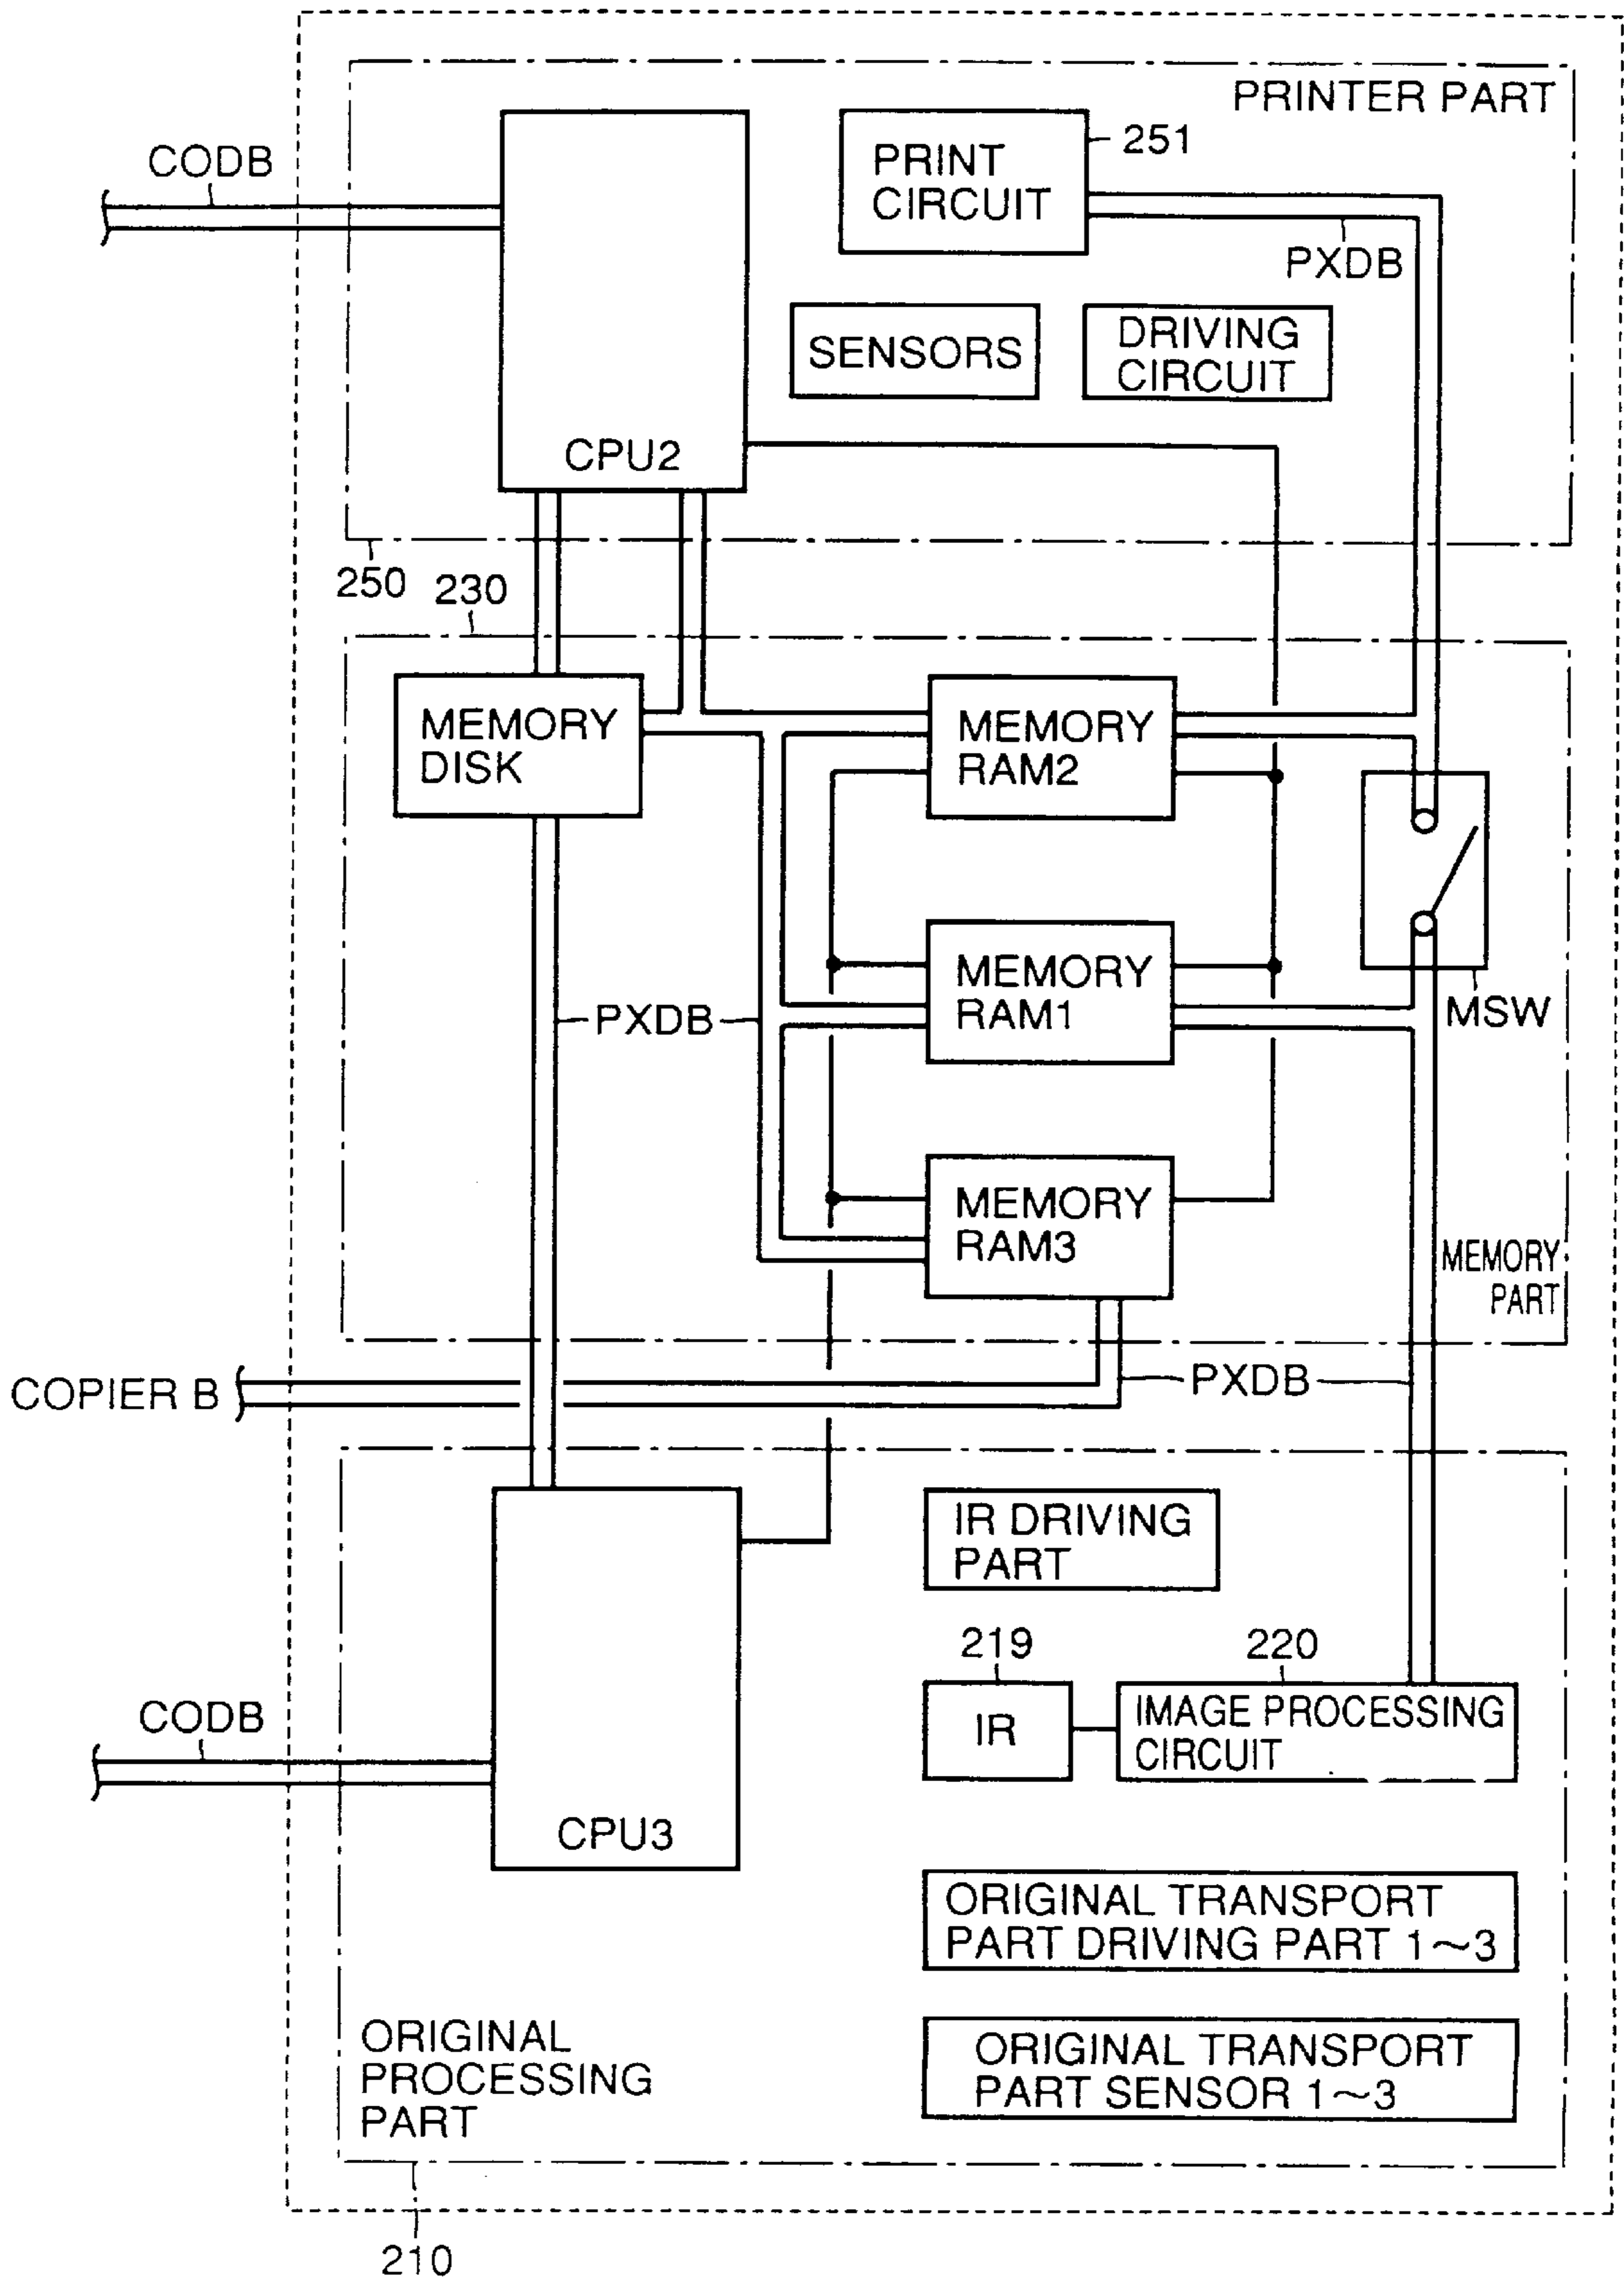 PRINTER PART
CODB
PRINT
CIRCUIT
251
PXDB
SENSORS
DRIVING
CIRCUIT
CPU2
250
230
MEMORY
DISK
MEMORY
RAM2
MEMORY
RAM1
MSW
PXDB
MEMORY
RAM3
MEMORY
PART
COPIER B
PXDB
IR DRIVING
PART
219
220
IR
IMAGE PROCESSING
CIRCUIT
CODB
CPU3
ORIGINAL TRANSPORT
PART DRIVING PART 1~3
ORIGINAL TRANSPORT
PART SENSOR 1~3
ORIGINAL
PROCESSING
PART
210